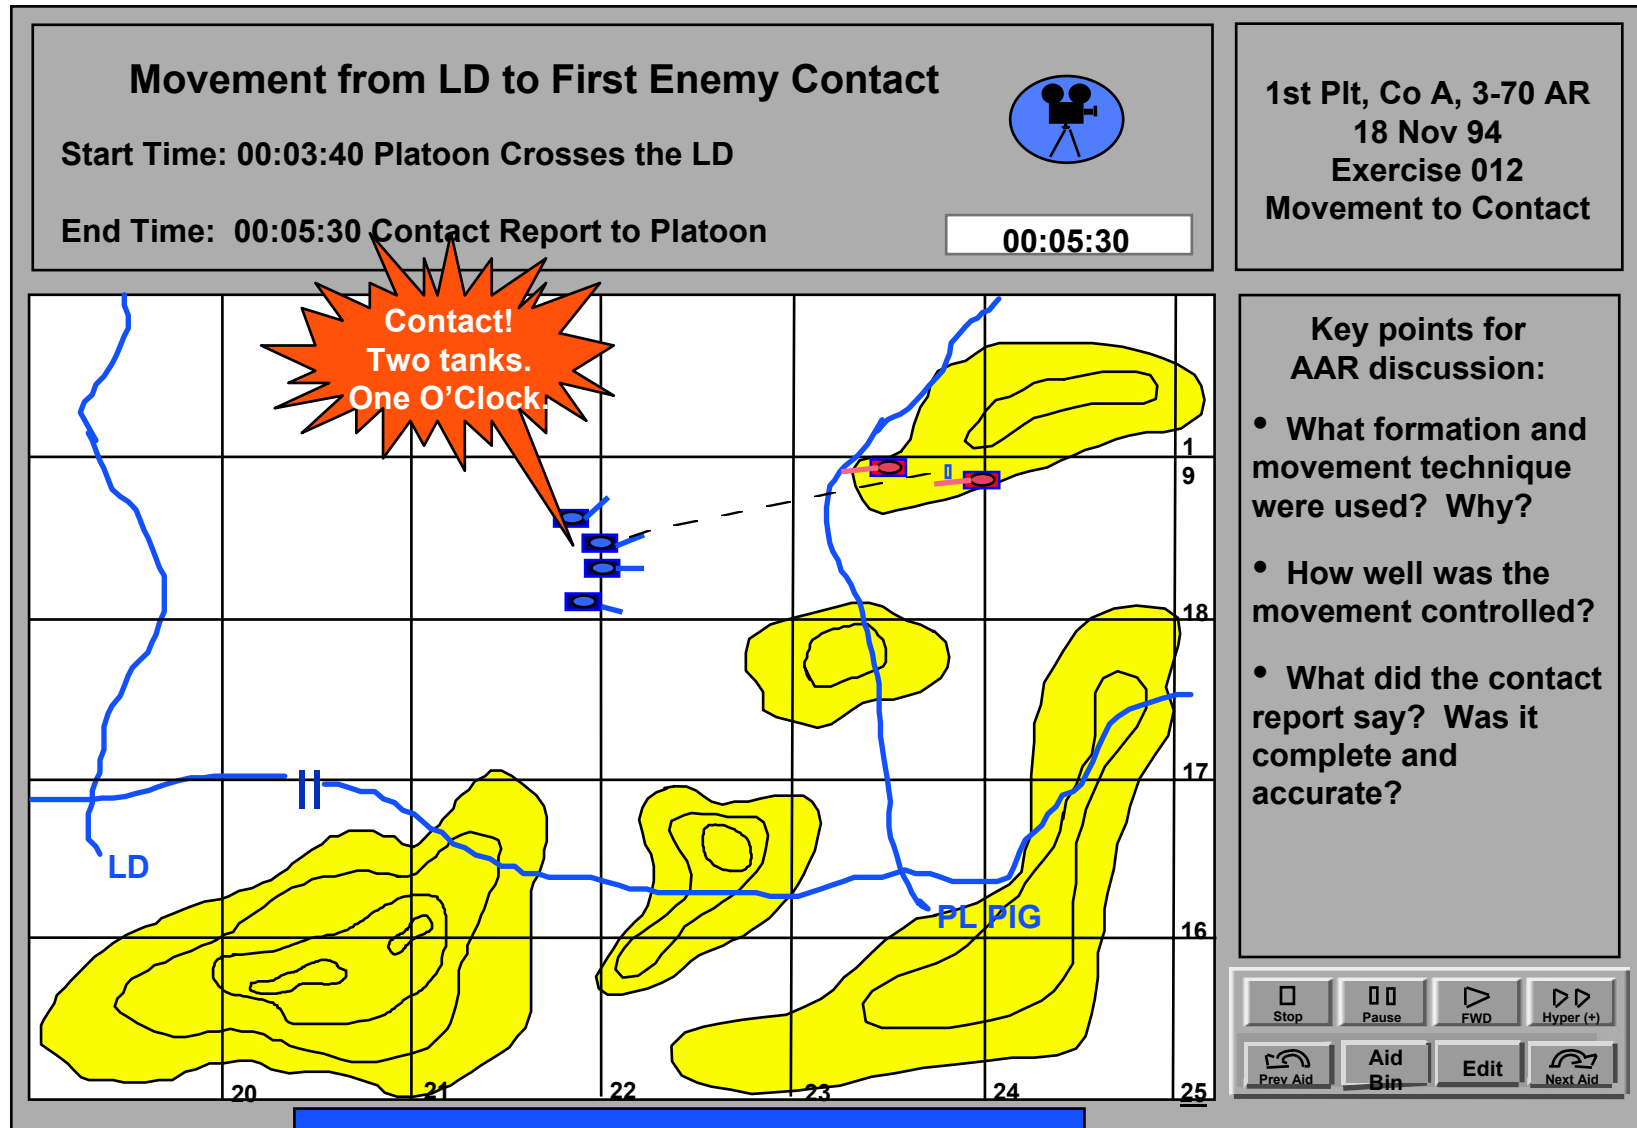 Movement from LD to First Enemy Contact
Start Time: 00:03:40 Platoon Crosses the LD
End Time:  00:05:30 Contact Report to Platoon
00:05:30
1st Plt, Co A, 3-70 AR
18 Nov 94
Exercise 012
Movement to Contact
Contact!
Two tanks.
One O’Clock.
1
9
18
17
16
LD
PL PIG
20
21
22
23
24
25
Key points for
AAR discussion:
• What formation and
movement technique
were used?  Why?
• How well was the
movement controlled?
• What did the contact
report say?  Was it
complete and
accurate?
Stop
Pause
FWD
Hyper (+)
Prev Aid
Aid
Bin
Edit
Next Aid